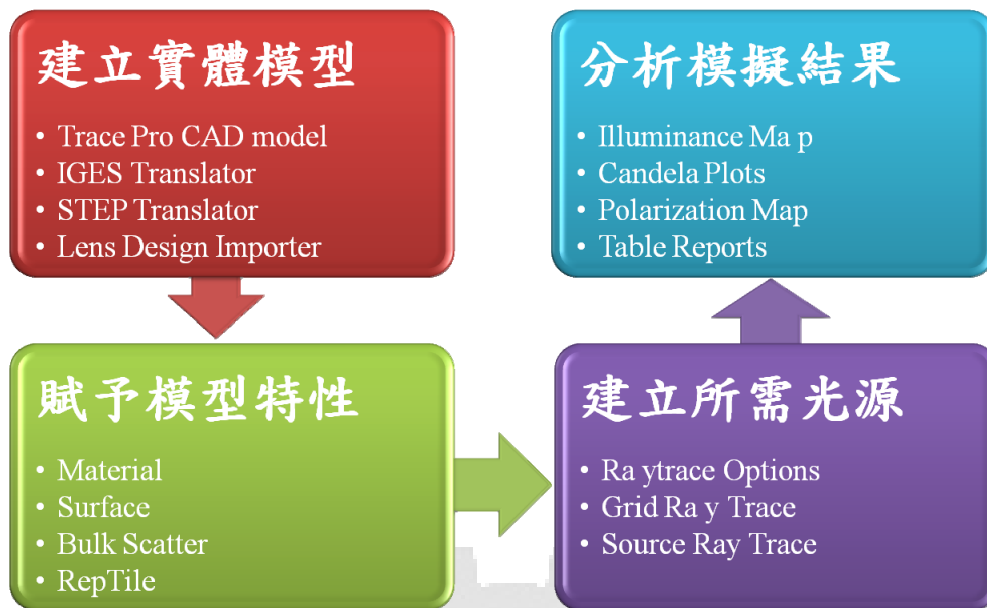 建立實體模型
• Trace Pro CAD model
• IGES Translator
• STEP Translator
• Lens Design Importer
賦予模型特性
• Material
• Surface
• Bulk Scatter
• RepTile
建立所需光源
• Ra ytrace Options
• Grid Ra y Trace
• Source Ray Trace
分析模擬結果
• Illuminance Ma p
• Candela Plots
• Polarization Map
• Table Reports